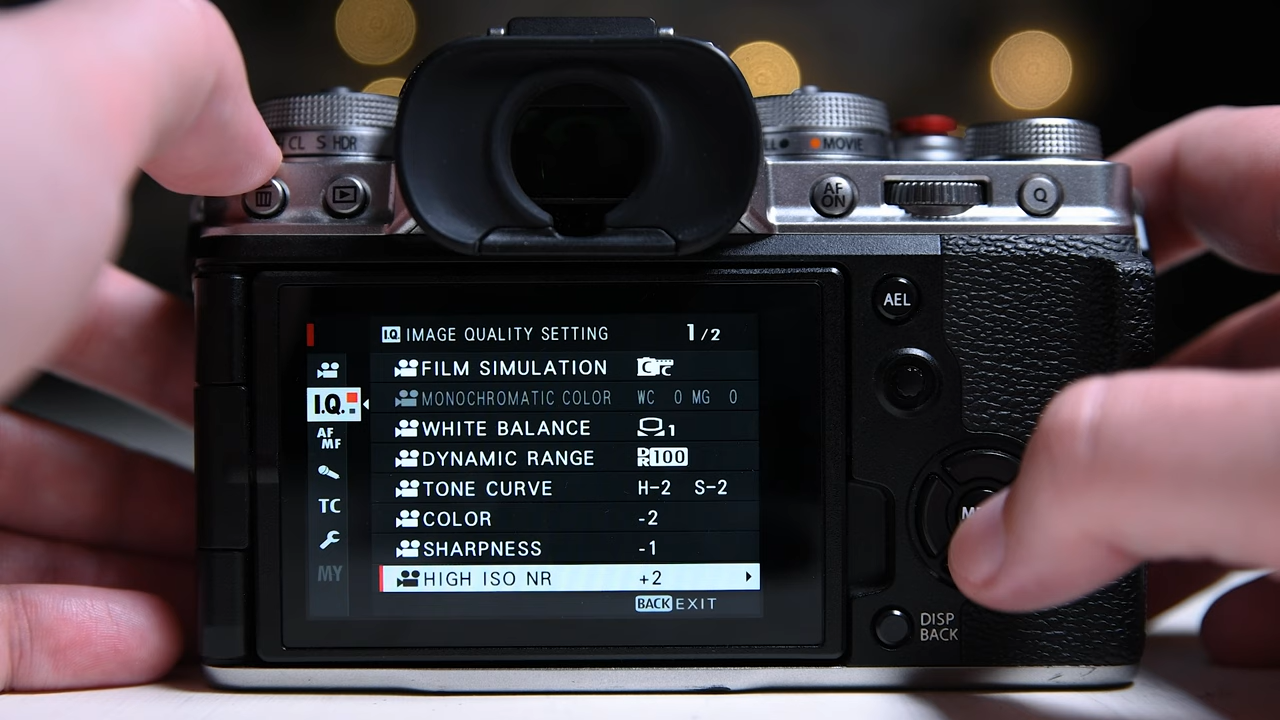 CL S HDR
MOVIE
AF ON
Q
AEL
I.Q. IMAGE QUALITY SETTING 1/2
FILM SIMULATION Cc
I.Q.
MONOCHROMATIC COLOR WC 0 MG 0
AF MF
WHITE BALANCE 1
DYNAMIC RANGE DR100
TONE CURVE H-2 S-2
TC
COLOR -2
SHARPNESS -1
MY
HIGH ISO NR +2
BACK EXIT
DISP
BACK